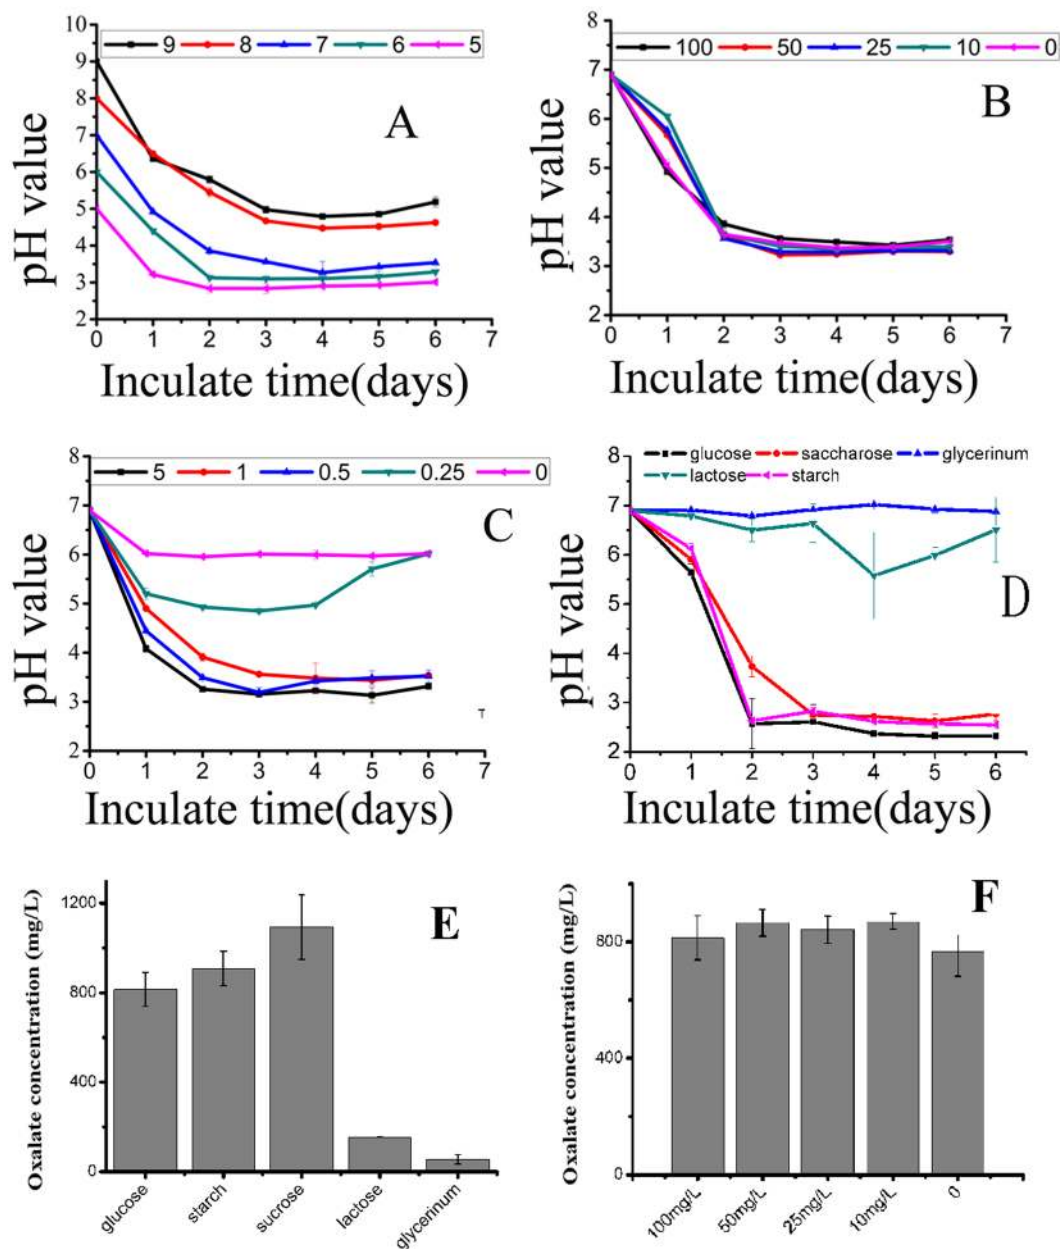 10
9 8 7 6 5
9
8
7
6
5
4
3
2
0 1 2 3 4 5 6 7
pH value
Inculate time(days)
A
8
100 50 25 10 0
7
6
5
4
3
2
0 1 2 3 4 5 6 7
pH value
Inculate time(days)
B
8
5 1 0.5 0.25 0
7
6
5
4
3
2
0 1 2 3 4 5 6 7
pH value
Inculate time(days)
C
8
glucose saccharose glycerinum
lactose starch
7
6
5
4
3
2
0 1 2 3 4 5 6
pH value
Inculate time(days)
D
Oxalate concentration (mg/L)
1200
800
400
0
glucose
starch
sucrose
lactose
glycerinum
E
Oxalate concentration (mg/L)
800
400
0
100mg/L
50mg/L
25mg/L
10mg/L
0
F